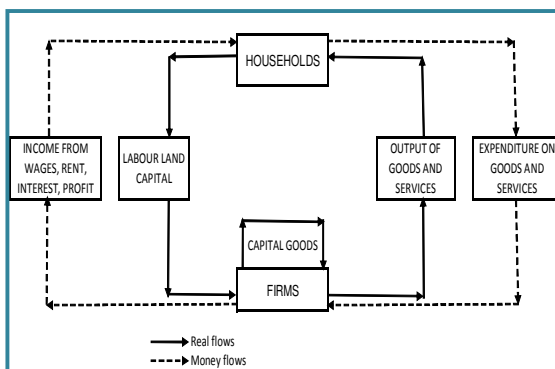 HOUSEHOLDS
INCOME FROM
WAGES, RENT,
INTEREST, PROFIT
LABOUR LAND
CAPITAL
OUTPUT OF
GOODS AND
SERVICES
EXPENDITURE ON
GOODS AND
SERVICES
CAPITAL GOODS
FIRMS
Real flows
Money flows